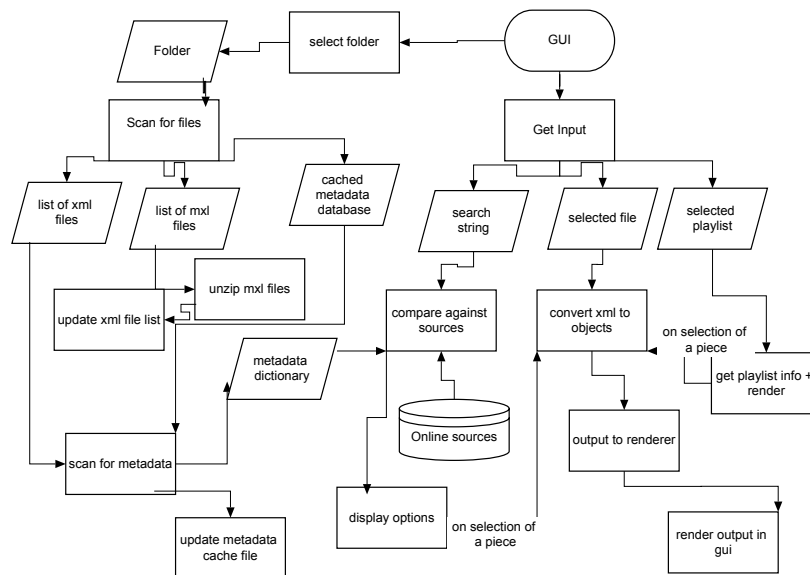 GUI
select folder
Folder
Scan for files
Get Input
list of xml
files
list of mxl
files
cached
metadata
database
search
string
selected file
selected
playlist
unzip mxl files
update xml file list
compare against
sources
convert xml to
objects
on selection of
a piece
get playlist info +
render
metadata
dictionary
Online sources
output to renderer
scan for metadata
display options
on selection of
a piece
update metadata
cache file
render output in
gui